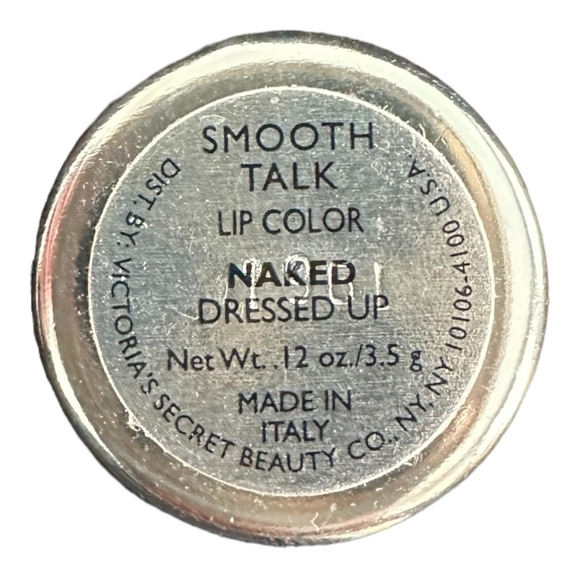 SMOOTH
TALK
LIP COLOR
NAKED
DRESSED UP
Net Wt. .12 oz./3.5 g
MADE IN
ITALY
DIST. BY: VICTORIA'S SECRET BEAUTY CO., NY, NY 10106-4100 U.S.A